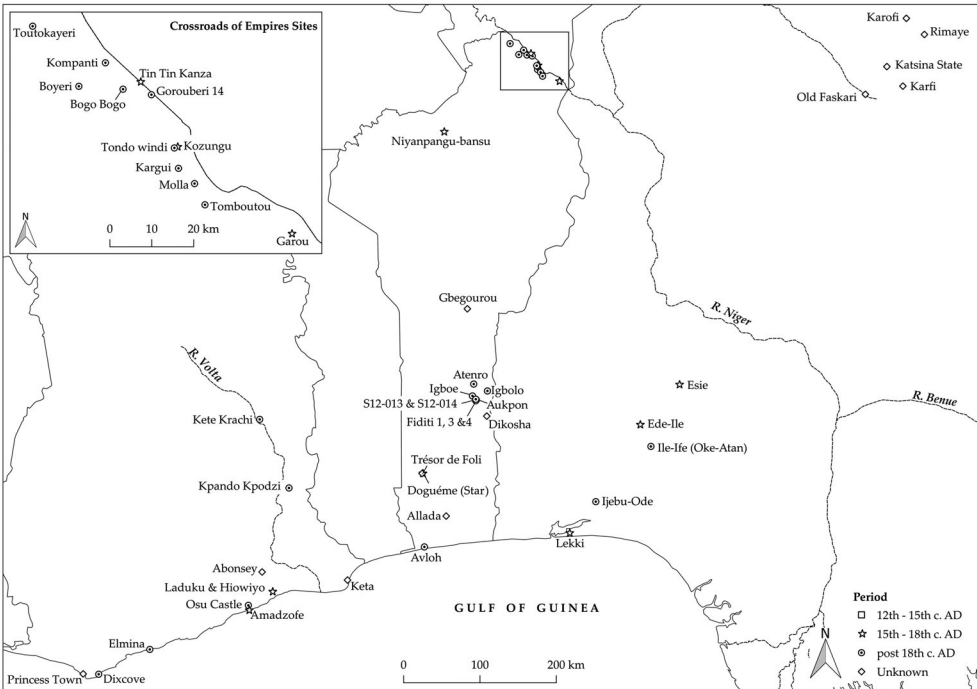 Crossroads of Empires Sites
Toutokayeri
Kompanti
Tin Tin Kanza
Boyeri
Gorouberi 14
Bogo Bogo
Tondo windi
Kozungu
Kargui
Molla
Tomboutou
N
0 10 20 km
Garou
Karofi
Rimaye
Katsina State
Karfi
Old Faskari
Niyanpangu-bansu
Gbegourou
R. Niger
R. Volta
Atenro
Igboe
Igbolo
S12-013 & S12-014
Aukpon
Fiditi 1, 3 &4
Dikosha
Esie
R. Benue
Kete Krachi
Ede-Ile
Ile-Ife (Oke-Atan)
Trésor de Foli
Kpando Kpodzi
Doguéme (Star)
Ijebu-Ode
Allada
Lekki
Avloh
Abonsey
Keta
Laduku & Hiowiyo
Osu Castle
Amadzofe
GULF OF GUINEA
Elmina
Princess Town
Dixcove
0 100 200 km
N
Period
12th - 15th c. AD
15th - 18th c. AD
post 18th c. AD
Unknown